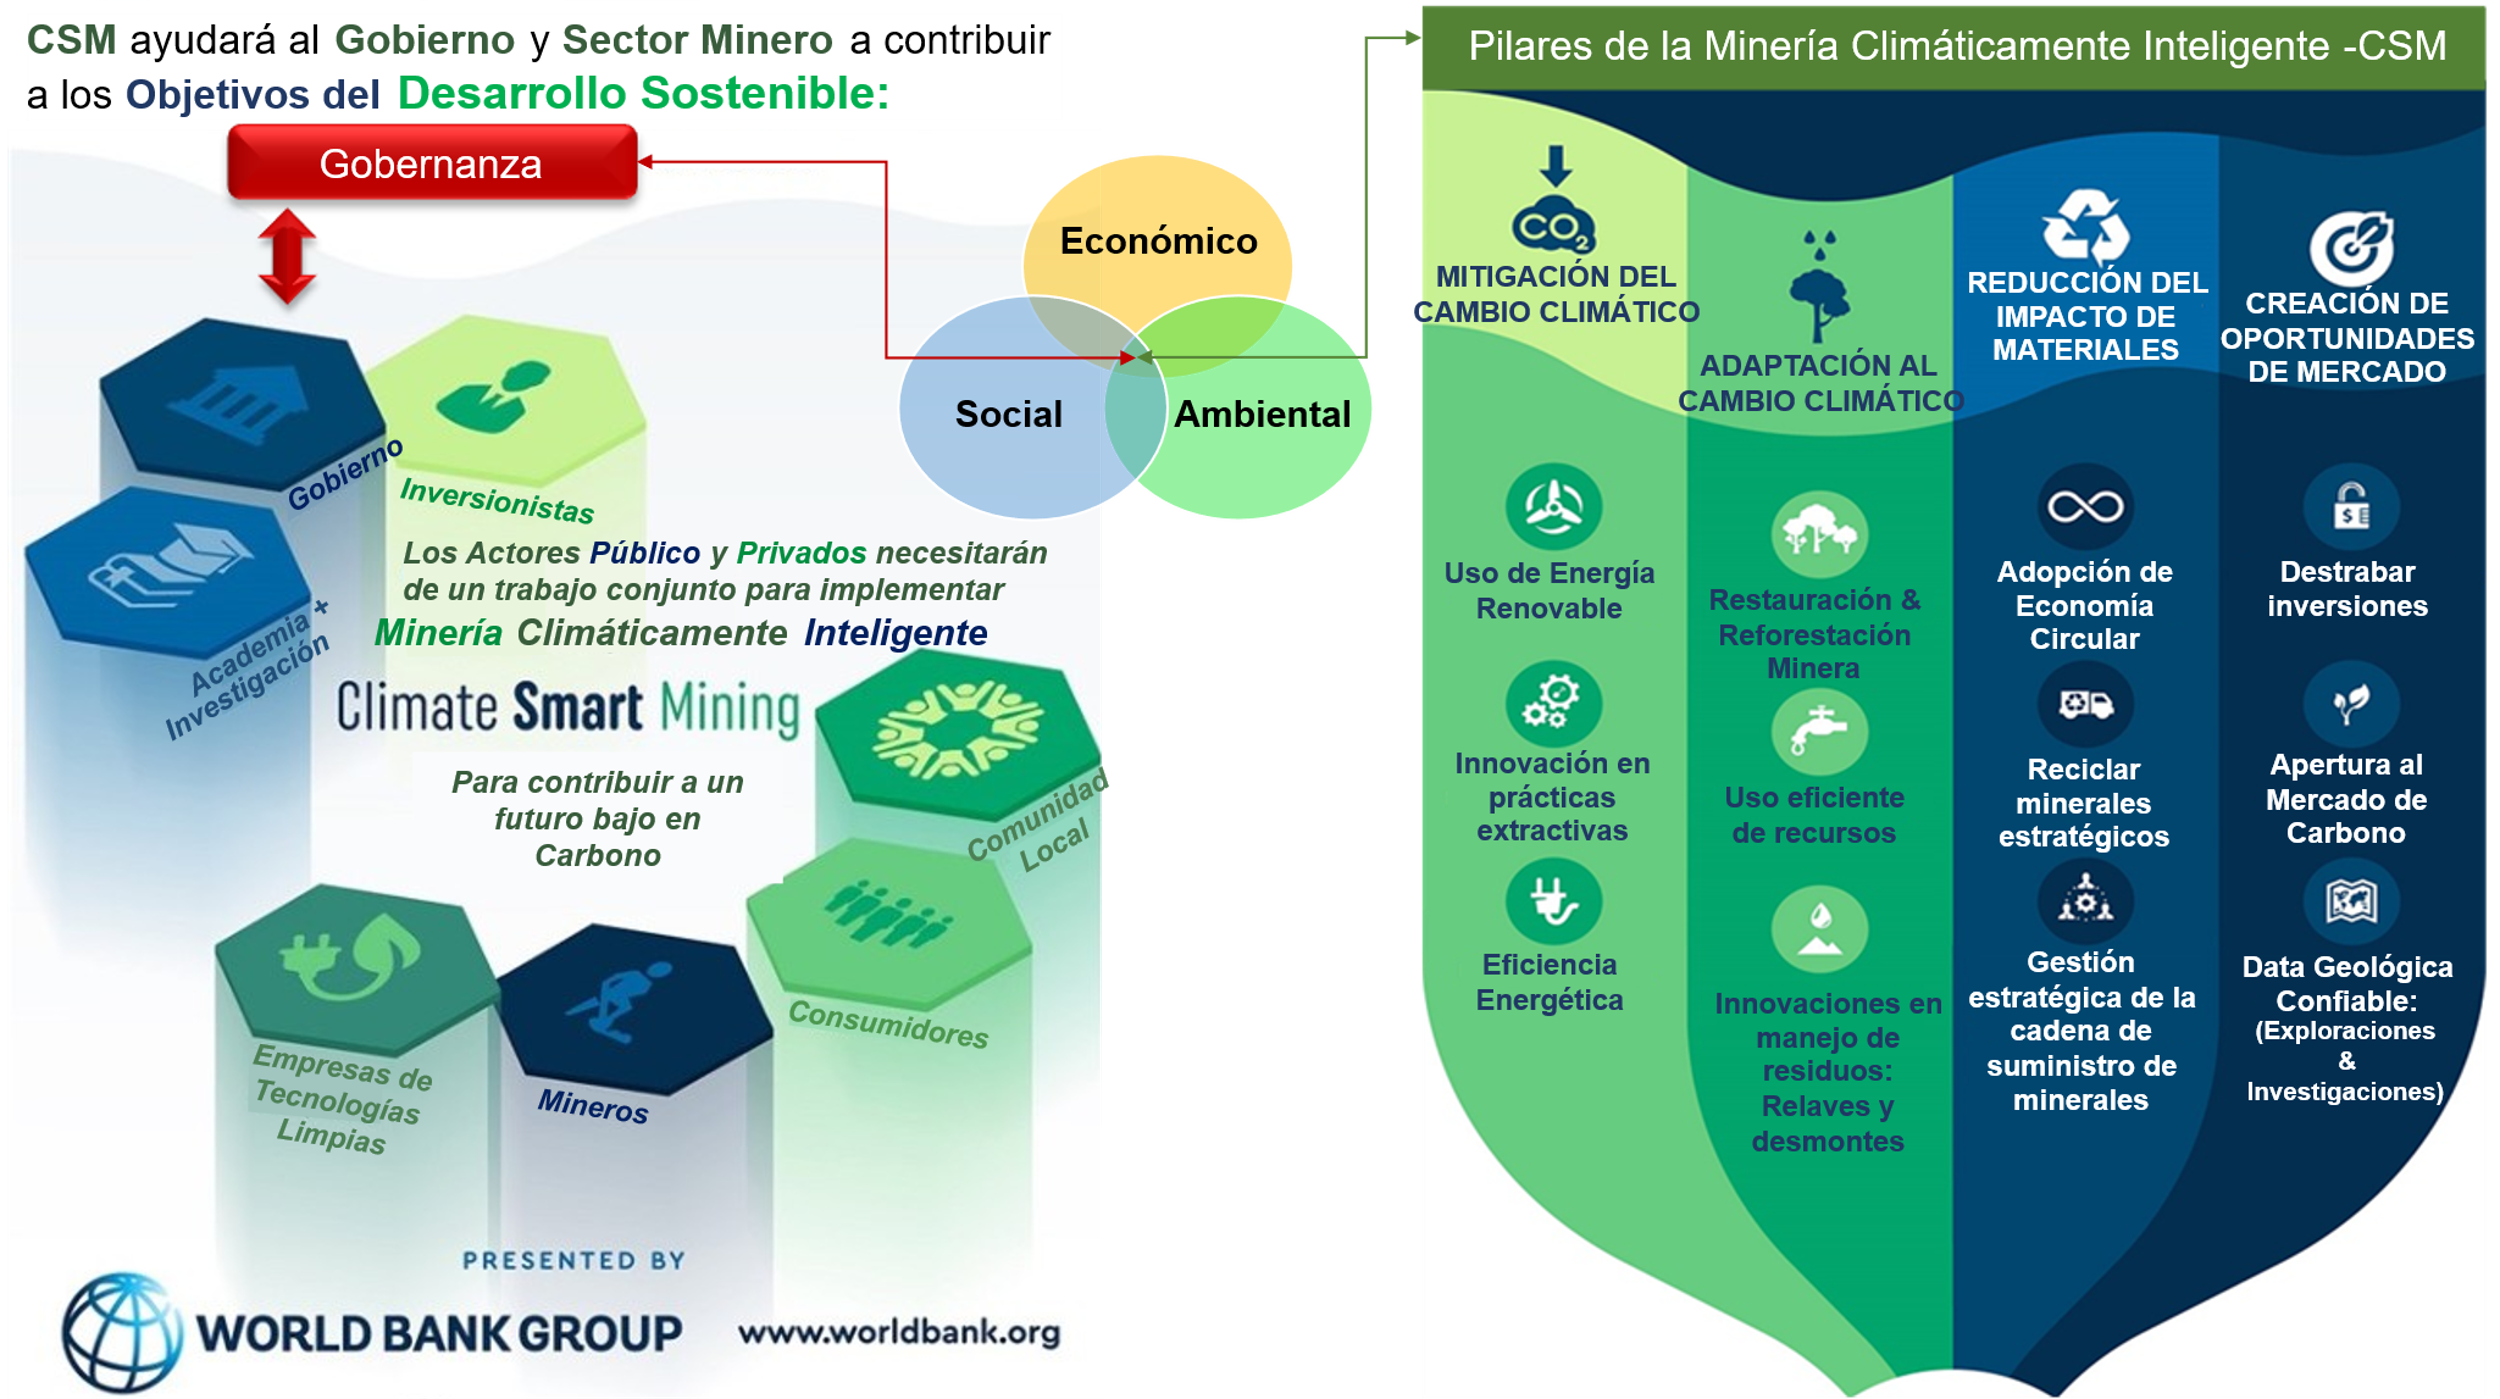 CSM ayudará al Gobierno y Sector Minero a contribuir
a los Objetivos del Desarrollo Sostenible:
Gobernanza
Económico
Social
Ambiental
Gobierno
Inversionistas
Academia +
Investigación
Los Actores Público y Privados necesitarán
de un trabajo conjunto para implementar
Minería Climáticamente Inteligente
Climate Smart Mining
Para contribuir a un
futuro bajo en
Carbono
Comunidad
Local
Consumidores
Mineros
Empresas de
Tecnologías
Limpias
PRESENTED BY
WORLD BANK GROUP
www.worldbank.org
Pilares de la Minería Climáticamente Inteligente -CSM
CO2
MITIGACIÓN DEL
CAMBIO CLIMÁTICO
Uso de Energía
Renovable
Innovación en
prácticas
extractivas
Eficiencia
Energética
ADAPTACIÓN AL
CAMBIO CLIMÁTICO
Restauración &
Reforestación
Minera
Uso eficiente
de recursos
Innovaciones en
manejo de
residuos:
Relaves y
desmontes
REDUCCIÓN DEL
IMPACTO DE
MATERIALES
Adopción de
Economía
Circular
Reciclar
minerales
estratégicos
Gestión
estratégica de la
cadena de
suministro de
minerales
CREACIÓN DE
OPORTUNIDADES
DE MERCADO
$
Destrabar
inversiones
Apertura al
Mercado de
Carbono
Data Geológica
Confiable:
(Exploraciones
&
Investigaciones)